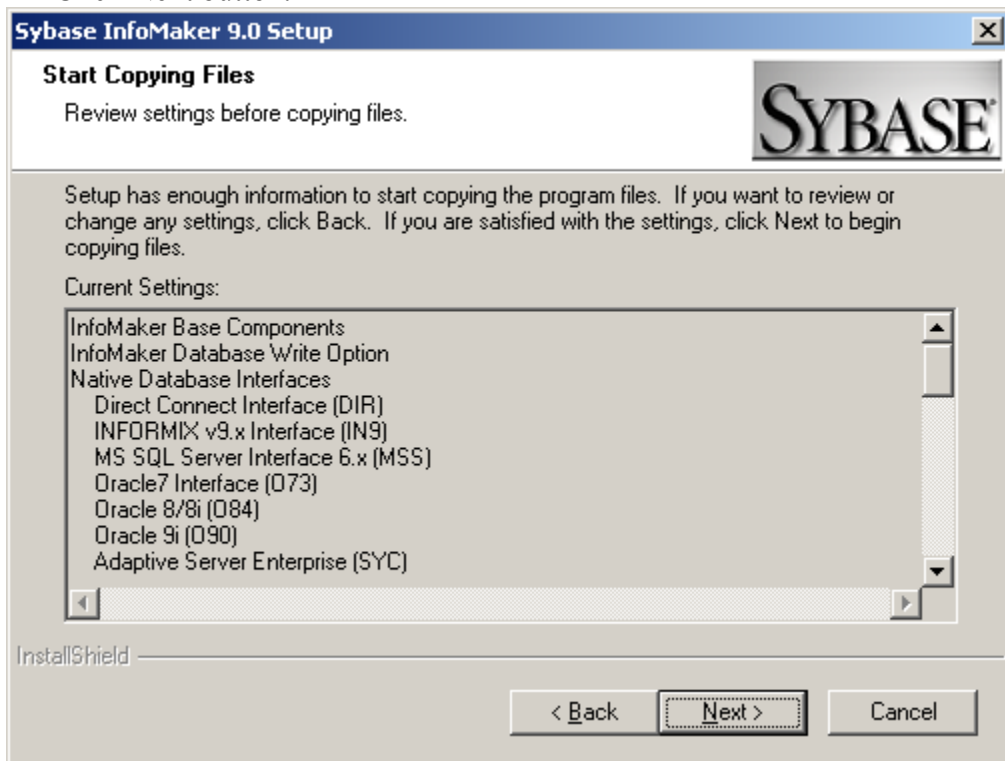 Sybase InfoMaker 9.0 Setup
Start Copying Files
Review settings before copying files.
SYBASE
Setup has enough information to start copying the program files.  If you want to review or
change any settings, click Back.  If you are satisfied with the settings, click Next to begin
copying files.
Current Settings:
InfoMaker Base Components
InfoMaker Database Write Option
Native Database Interfaces
Direct Connect Interface (DIR)
INFORMIX v9.x Interface (IN9)
MS SQL Server Interface 6.x (MSS)
Oracle7 Interface (O73)
Oracle 8/8i (O84)
Oracle 9i (O90)
Adaptive Server Enterprise (SYC)
InstallShield
< Back
Next >
Cancel